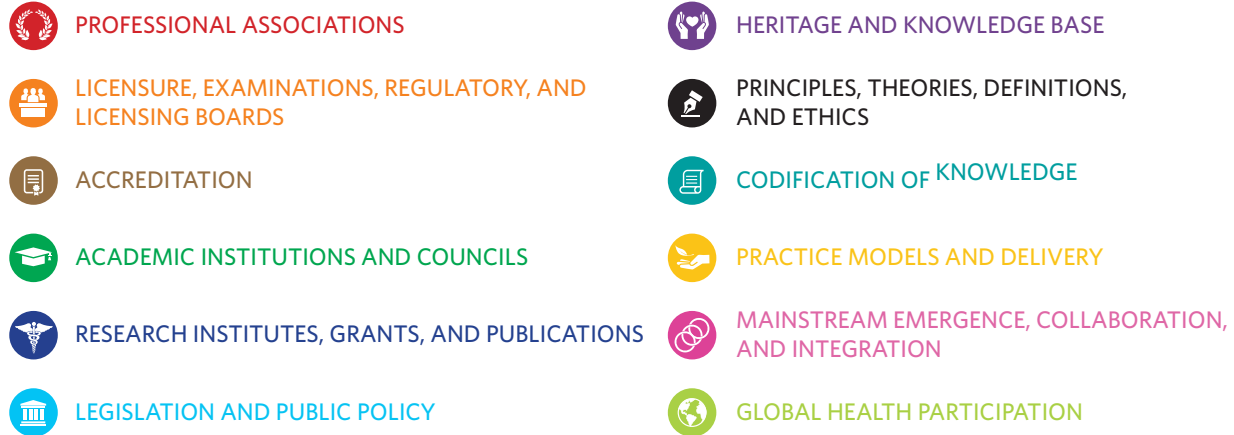 PROFESSIONAL ASSOCIATIONS
LICENSURE, EXAMINATIONS, REGULATORY, AND
LICENSING BOARDS
ACCREDITATION
ACADEMIC INSTITUTIONS AND COUNCILS
RESEARCH INSTITUTES, GRANTS, AND PUBLICATIONS
LEGISLATION AND PUBLIC POLICY
HERITAGE AND KNOWLEDGE BASE
PRINCIPLES, THEORIES, DEFINITIONS,
AND ETHICS
CODIFICATION OF KNOWLEDGE
PRACTICE MODELS AND DELIVERY
MAINSTREAM EMERGENCE, COLLABORATION,
AND INTEGRATION
GLOBAL HEALTH PARTICIPATION